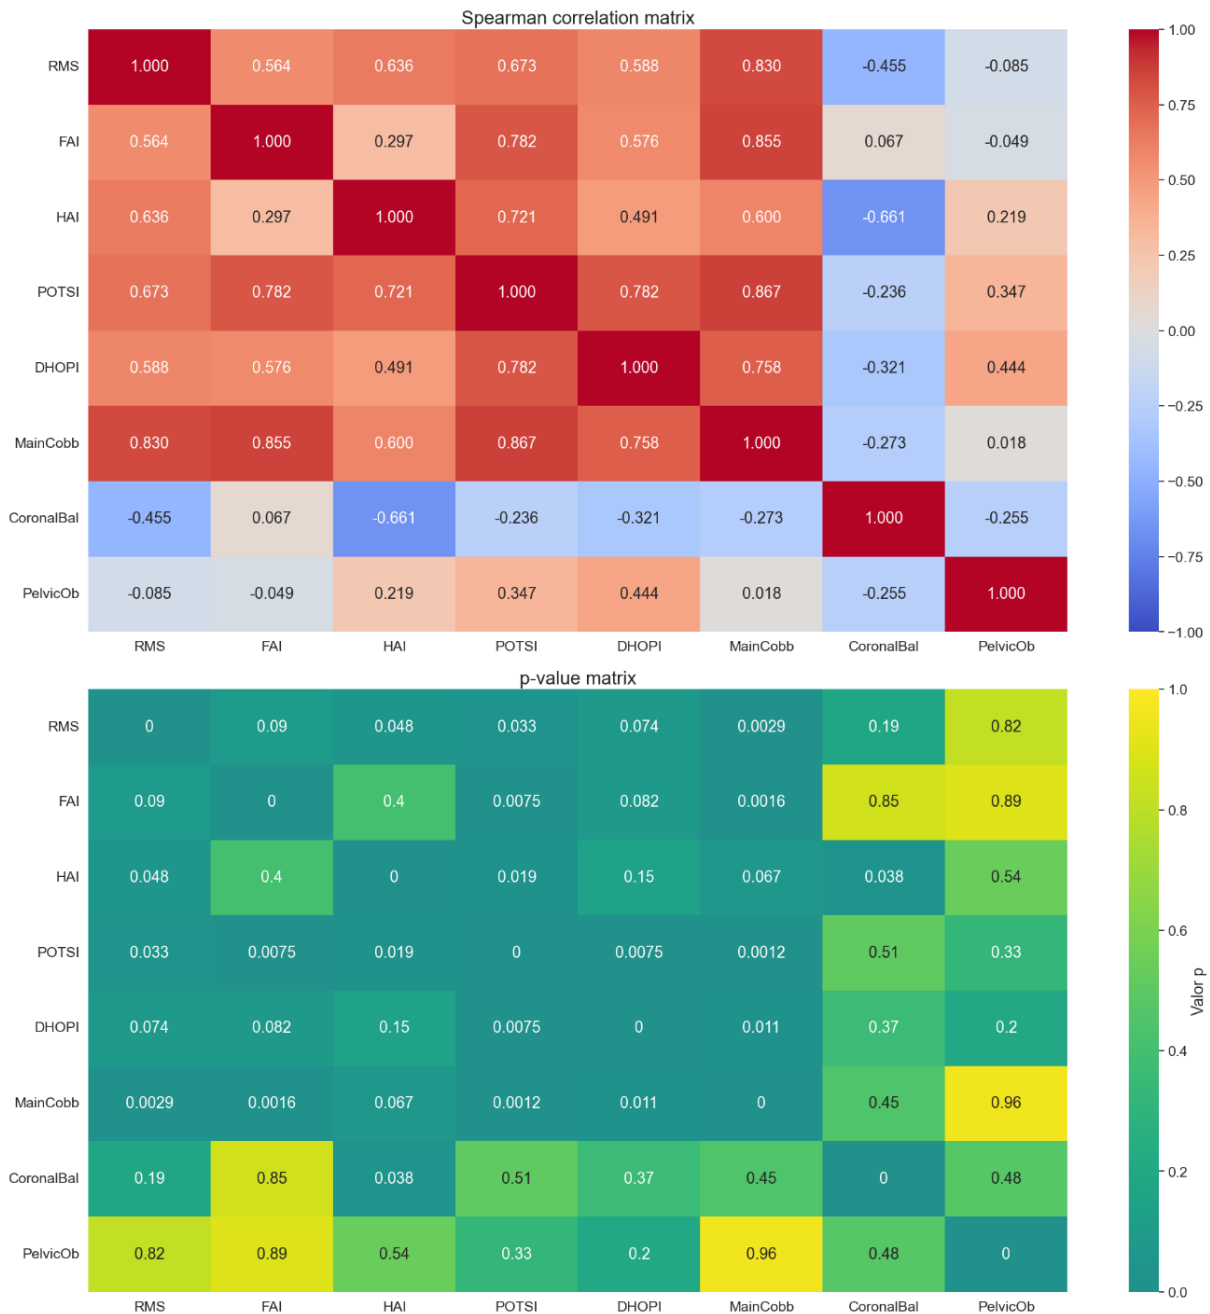 Spearman correlation matrix
RMS 1.000 0.564 0.636 0.673 0.588 0.830 -0.455 -0.085
FAI 0.564 1.000 0.297 0.782 0.576 0.855 0.067 -0.049
HAI 0.636 0.297 1.000 0.721 0.491 0.600 -0.661 0.219
POTSI 0.673 0.782 0.721 1.000 0.782 0.867 -0.236 0.347
DHOPI 0.588 0.576 0.491 0.782 1.000 0.758 -0.321 0.444
MainCobb 0.830 0.855 0.600 0.867 0.758 1.000 -0.273 0.018
CoronalBal -0.455 0.067 -0.661 -0.236 -0.321 -0.273 1.000 -0.255
PelvicOb -0.085 -0.049 0.219 0.347 0.444 0.018 -0.255 1.000
RMS FAI HAI POTSI DHOPI MainCobb CoronalBal PelvicOb
1.00
0.75
0.50
0.25
0.00
−0.25
−0.50
−0.75
−1.00
p-value matrix
RMS 0 0.09 0.048 0.033 0.074 0.0029 0.19 0.82
FAI 0.09 0 0.4 0.0075 0.082 0.0016 0.85 0.89
HAI 0.048 0.4 0 0.019 0.15 0.067 0.038 0.54
POTSI 0.033 0.0075 0.019 0 0.0075 0.0012 0.51 0.33
DHOPI 0.074 0.082 0.15 0.0075 0 0.011 0.37 0.2
MainCobb 0.0029 0.0016 0.067 0.0012 0.011 0 0.45 0.96
CoronalBal 0.19 0.85 0.038 0.51 0.37 0.45 0 0.48
PelvicOb 0.82 0.89 0.54 0.33 0.2 0.96 0.48 0
RMS FAI HAI POTSI DHOPI MainCobb CoronalBal PelvicOb
1.0
0.8
0.6
0.4
0.2
0.0
Valor p